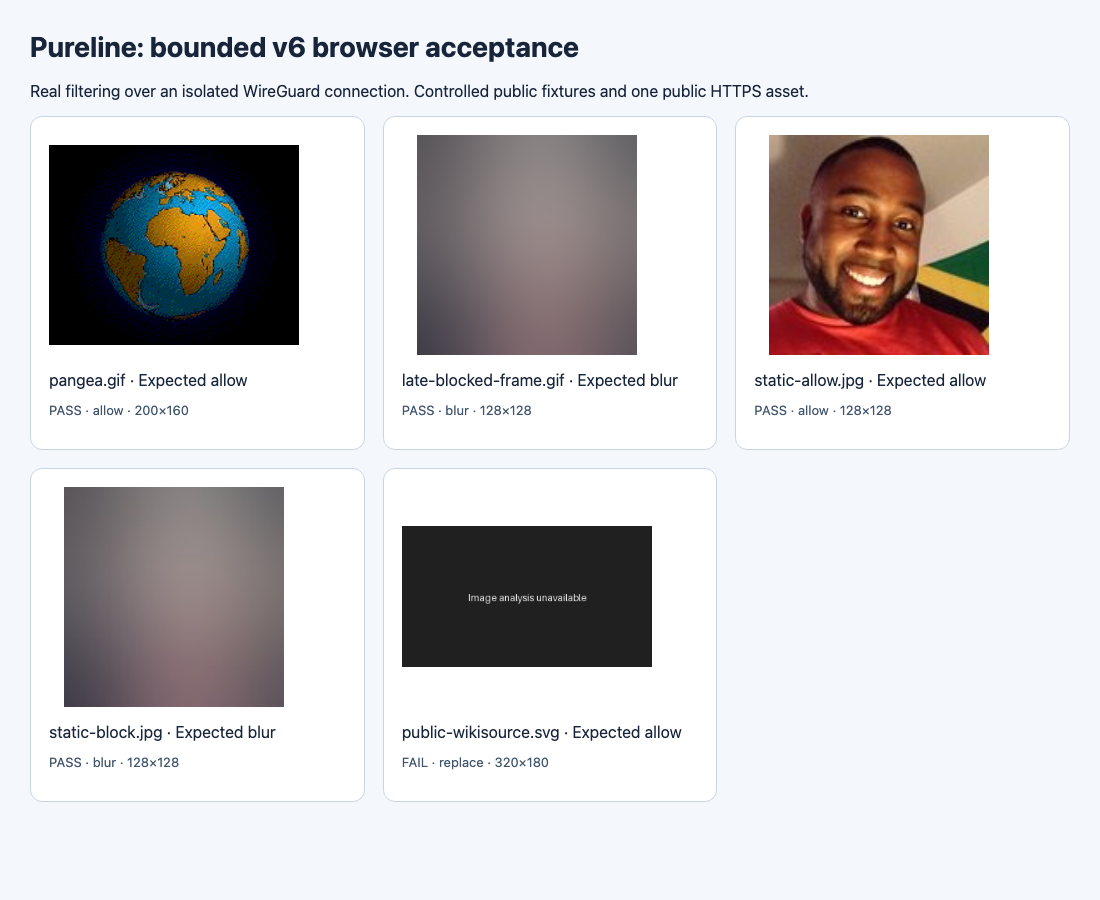 Pureline: bounded v6 browser acceptance
Real filtering over an isolated WireGuard connection. Controlled public fixtures and one public HTTPS asset.
pangea.gif · Expected allow
PASS · allow · 200×160
late-blocked-frame.gif · Expected blur
PASS · blur · 128×128
static-allow.jpg · Expected allow
PASS · allow · 128×128
static-block.jpg · Expected blur
PASS · blur · 128×128
Image analysis unavailable
public-wikisource.svg · Expected allow
FAIL · replace · 320×180